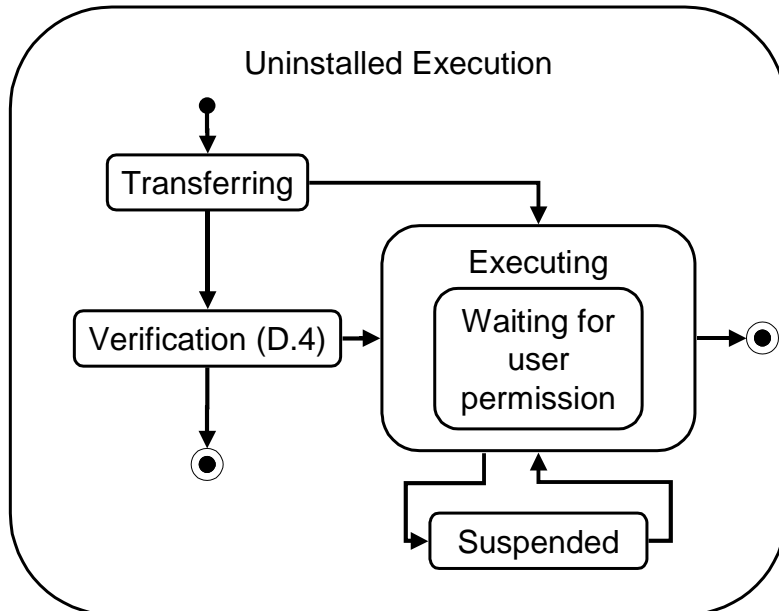 Uninstalled Execution
Transferring
Executing
Verification (D.4)
Waiting for
user
permission
Suspended